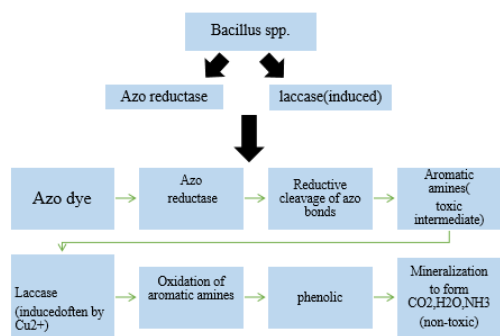 Bacillus spp.
Azo reductase
laccase(induced)
Azo dye
Azo
reductase
Reductive
cleavage of azo
bonds
Aromatic
amines(
toxic
intermediate)
Laccase
(inducedoften by
Cu2+)
Oxidation of
aromatic amines
phenolic
Mineralization
to form
CO2,H2O,NH3
(non-toxic)